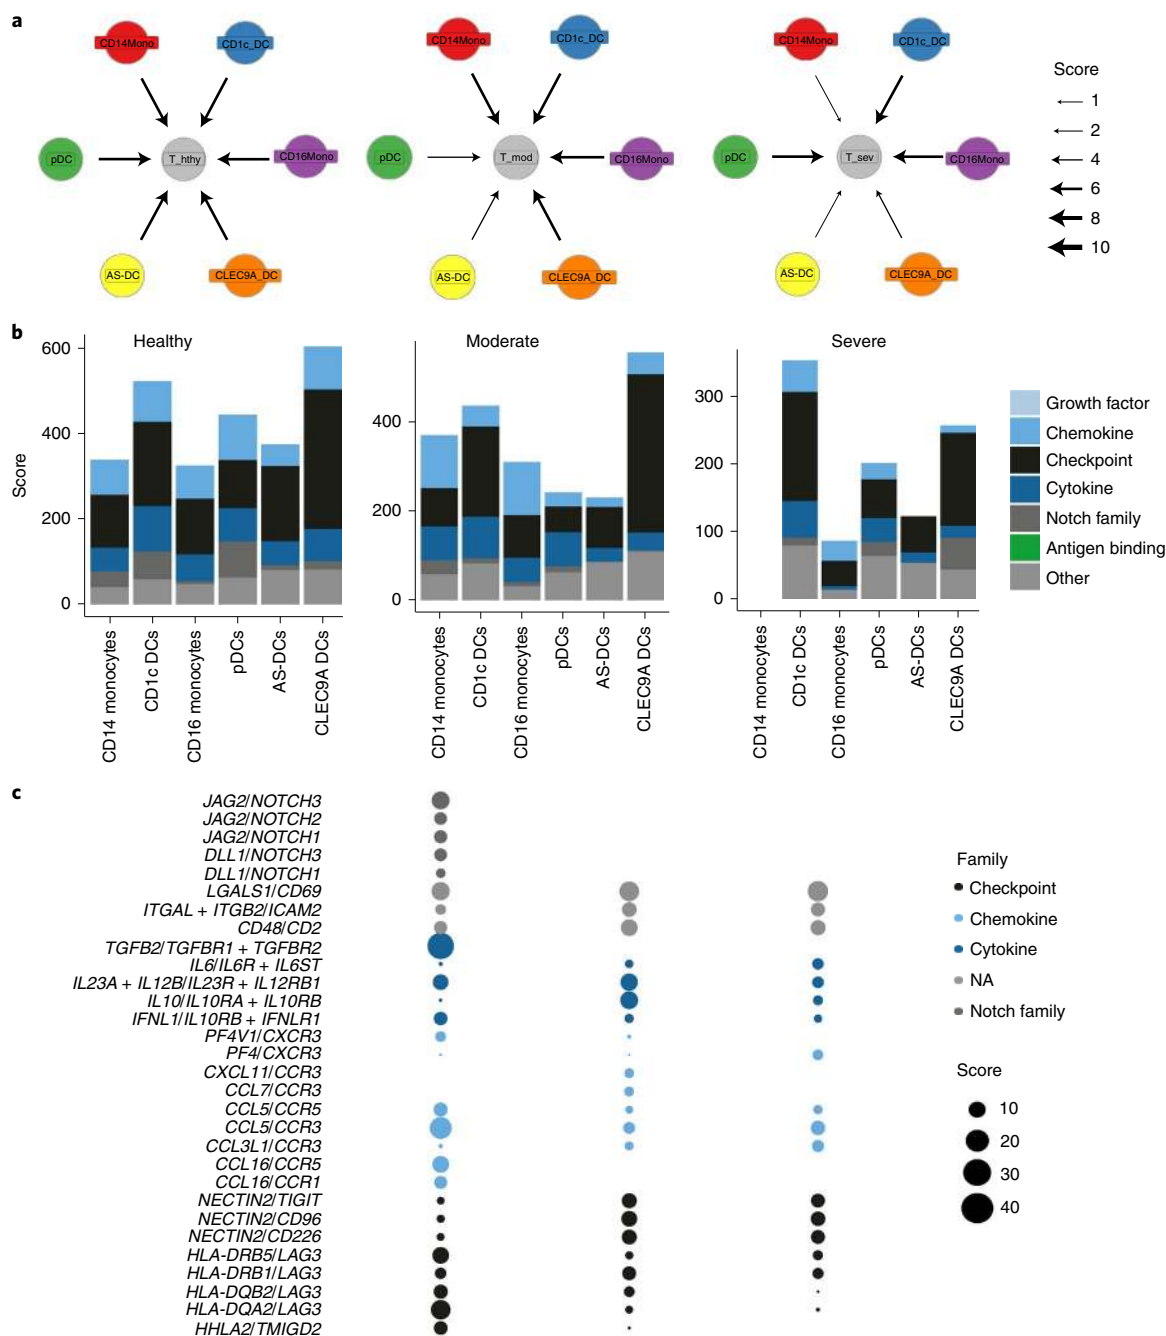 a
CD14Mono
CD1c_DC
pDC
T_hthy
CD16Mono
AS-DC
CLEC9A_DC
CD14Mono
CD1c_DC
pDC
T_mod
CD16Mono
AS-DC
CLEC9A_DC
CD14Mono
CD1c_DC
pDC
T_sev
CD16Mono
AS-DC
CLEC9A_DC
Score
1
2
4
6
8
10
b
Healthy
Score
600
400
200
0
CD14 monocytes
CD1c DCs
CD16 monocytes
pDCs
AS-DCs
CLEC9A DCs
Moderate
400
200
0
CD14 monocytes
CD1c DCs
CD16 monocytes
pDCs
AS-DCs
CLEC9A DCs
Severe
300
200
100
0
CD14 monocytes
CD1c DCs
CD16 monocytes
pDCs
AS-DCs
CLEC9A DCs
Growth factor
Chemokine
Checkpoint
Cytokine
Notch family
Antigen binding
Other
c
JAG2/NOTCH3
JAG2/NOTCH2
JAG2/NOTCH1
DLL1/NOTCH3
DLL1/NOTCH1
LGALS1/CD69
ITGAL + ITGB2/ICAM2
CD48/CD2
TGFB2/TGFBR1 + TGFBR2
IL6/IL6R + IL6ST
IL23A + IL12B/IL23R + IL12RB1
IL10/IL10RA + IL10RB
IFNL1/IL10RB + IFNLR1
PF4V1/CXCR3
PF4/CXCR3
CXCL11/CCR3
CCL7/CCR3
CCL5/CCR5
CCL5/CCR3
CCL3L1/CCR3
CCL16/CCR5
CCL16/CCR1
NECTIN2/TIGIT
NECTIN2/CD96
NECTIN2/CD226
HLA-DRB5/LAG3
HLA-DRB1/LAG3
HLA-DQB2/LAG3
HLA-DQA2/LAG3
HHLA2/TMIGD2
Family
Checkpoint
Chemokine
Cytokine
NA
Notch family
Score
10
20
30
40